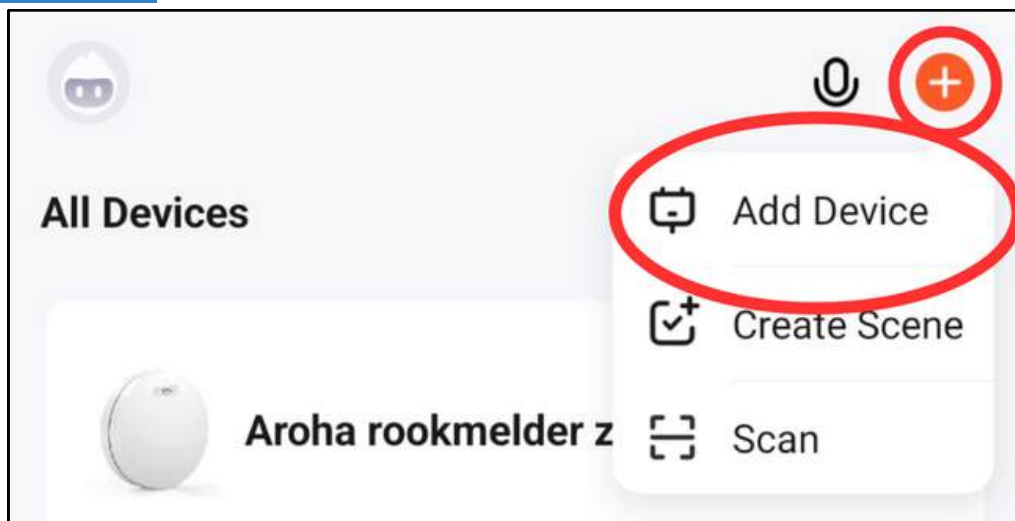 All Devices
Add Device
Create Scene
Aroha rookmelder z
Scan